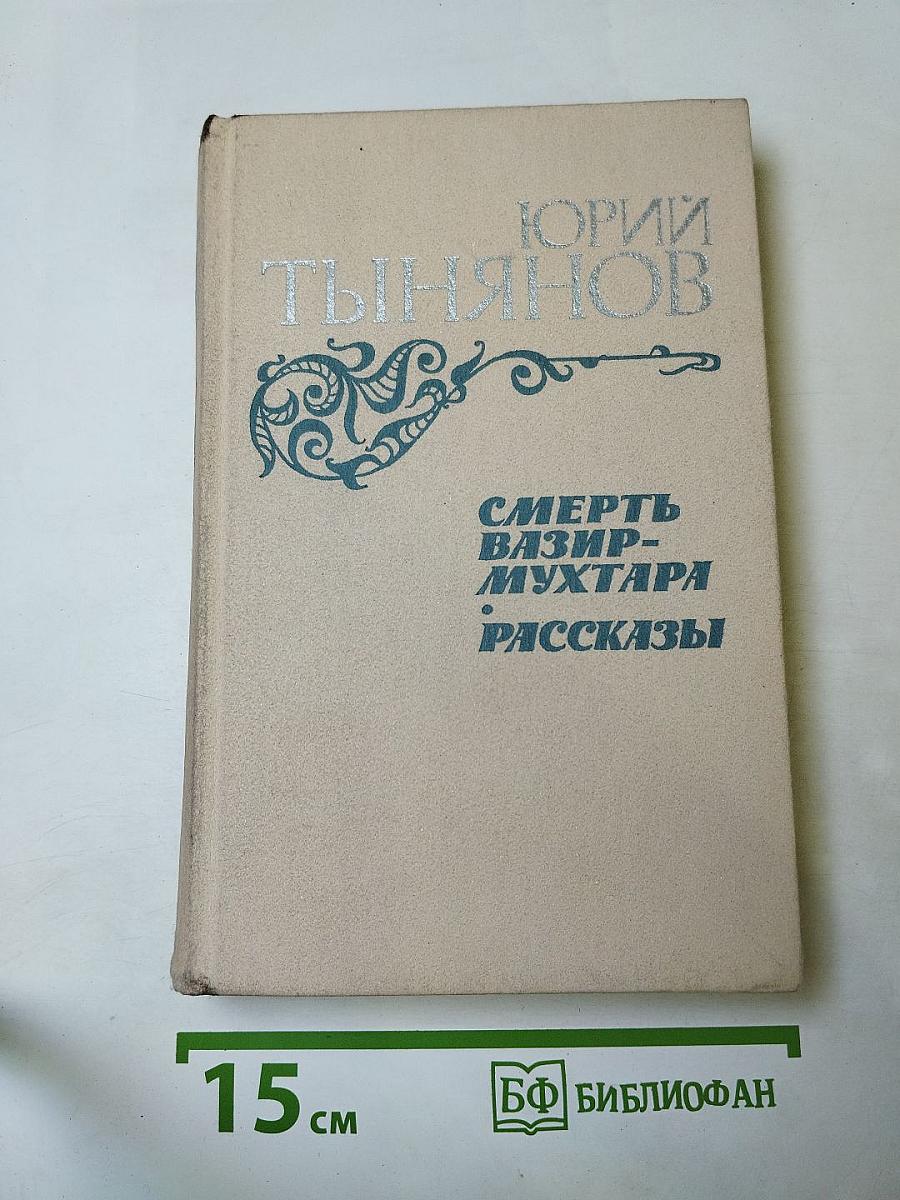 ЮРИЙ
ТЫНЯНОВ
СМЕРТЬ
ВАЗИР-
МУХТАРА
•
РАССКАЗЫ
15 см
БФ БИБЛИОФАН